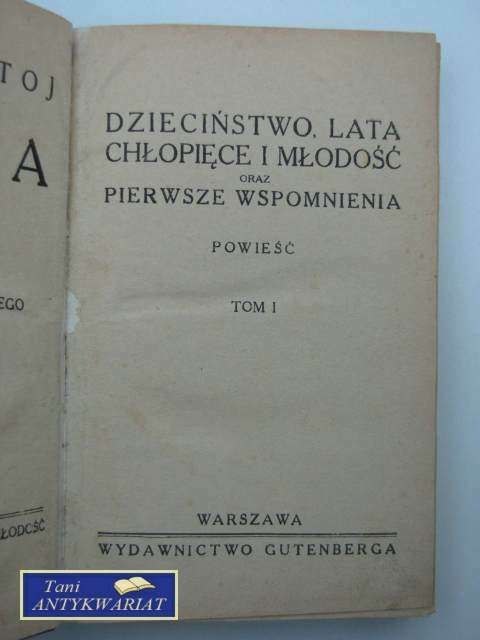 TOJ
A
EGO
ŁODOŚĆ
DZIECIŃSTWO, LATA
CHŁOPIĘCE I MŁODOŚĆ
ORAZ
PIERWSZE WSPOMNIENIA
POWIEŚĆ
TOM I
WARSZAWA
WYDAWNICTWO GUTENBERGA
Tani
ANTYKWARIAT